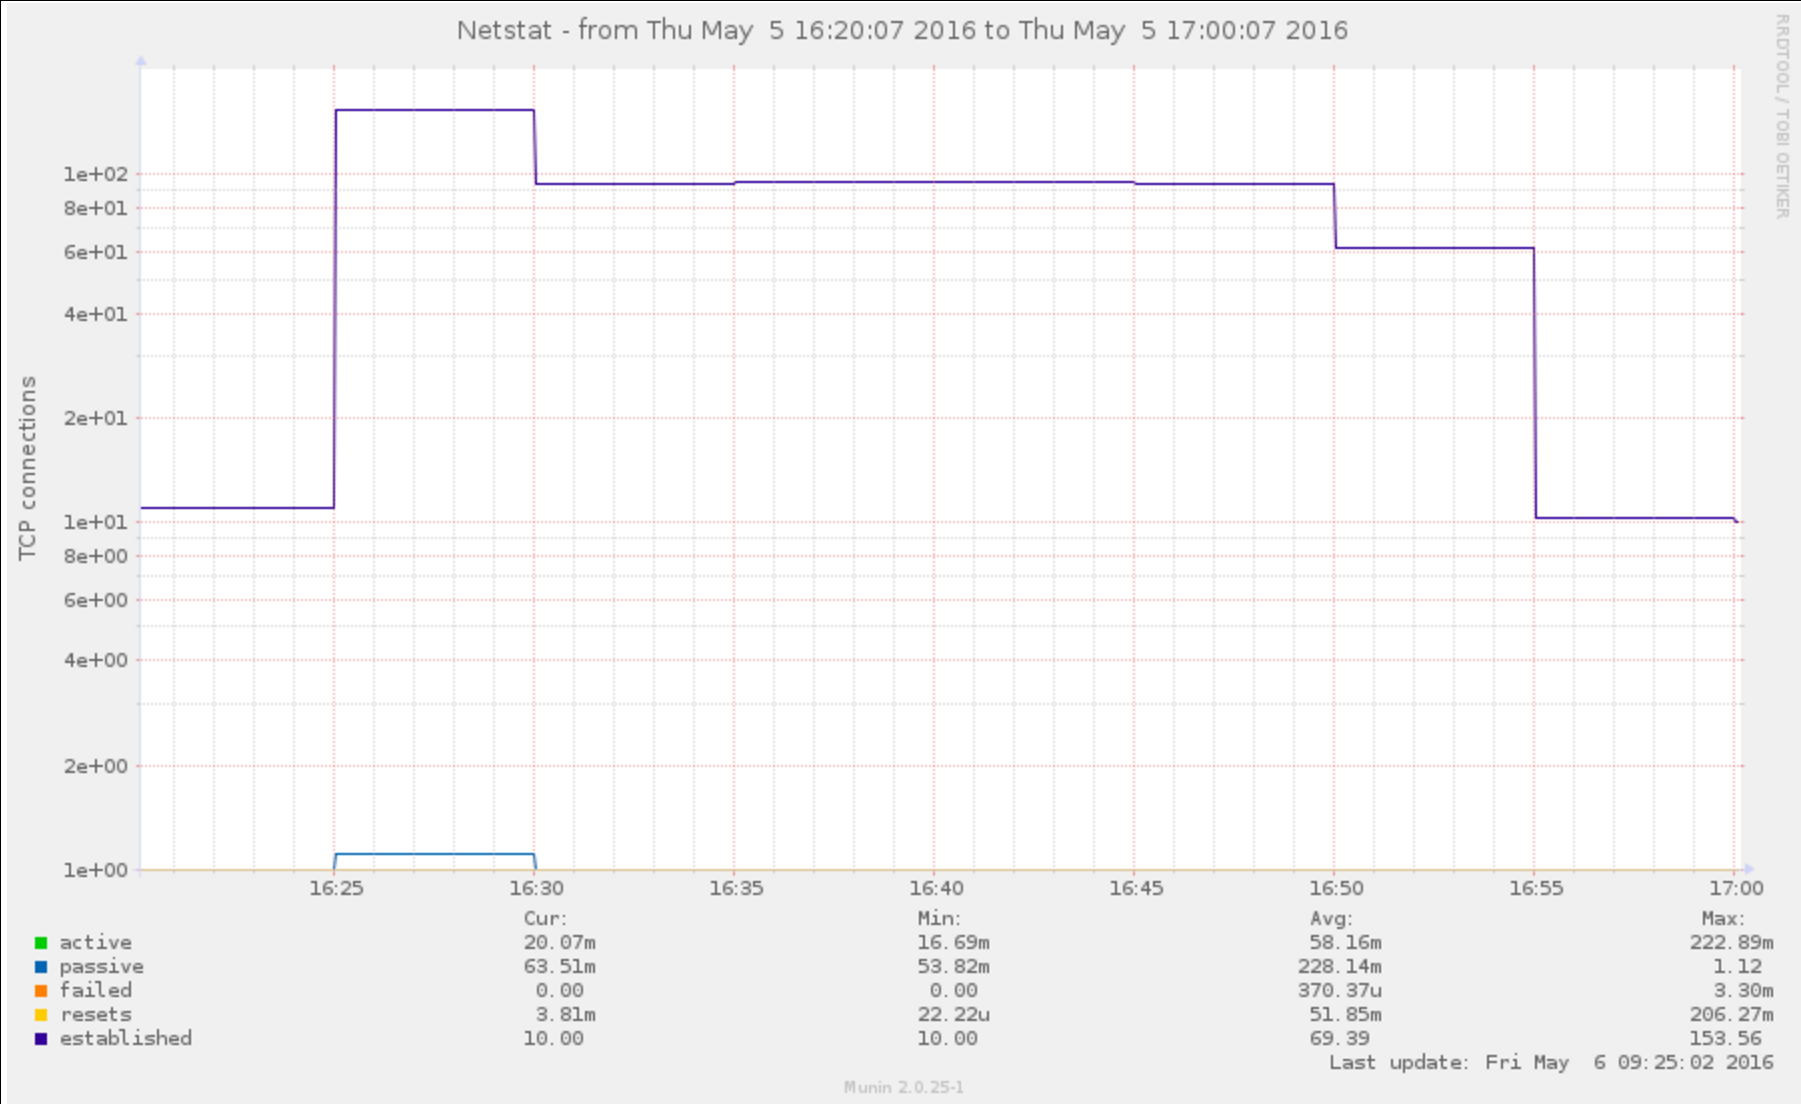 Netstat - from Thu May  5 16:20:07 2016 to Thu May  5 17:00:07 2016
RRDTOOL / TOBI OETIKER
TCP connections
1e+02
8e+01
6e+01
4e+01
2e+01
1e+01
8e+00
6e+00
4e+00
2e+00
1e+00
16:25 16:30 16:35 16:40 16:45 16:50 16:55 17:00
Cur: Min: Avg: Max:
active 20.07m 16.69m 58.16m 222.89m
passive 63.51m 53.82m 228.14m 1.12
failed 0.00 0.00 370.37u 3.30m
resets 3.81m 22.22u 51.85m 206.27m
established 10.00 10.00 69.39 153.56
Last update: Fri May  6 09:25:02 2016
Munin 2.0.25-1